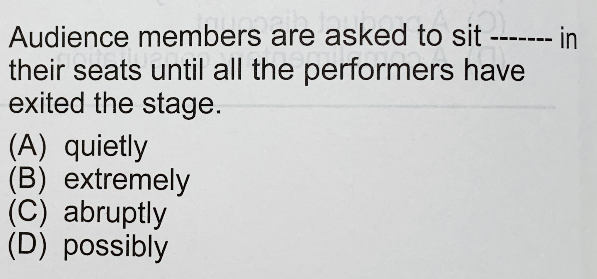 Audience members are asked to sit ------- in
their seats until all the performers have
exited the stage.
(A) quietly
(B) extremely
(C) abruptly
(D) possibly